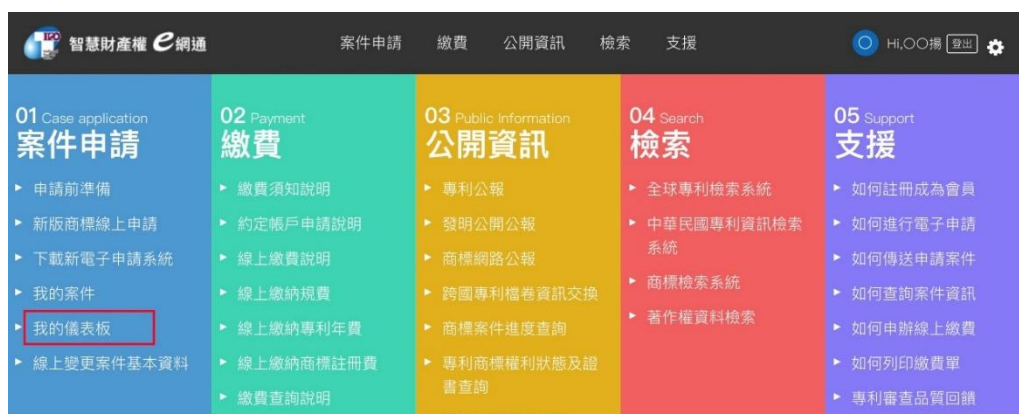 TIPO 智慧財產權 e 網通
案件申請 繳費 公開資訊 檢索 支援
Hi,〇〇揚 登出
01 Case application
案件申請
申請前準備
新版商標線上申請
下載新電子申請系統
我的案件
我的儀表板
線上變更案件基本資料
02 Payment
繳費
繳費須知說明
約定帳戶申請說明
線上繳費說明
線上繳納規費
線上繳納專利年費
線上繳納商標註冊費
繳費查詢說明
03 Public Information
公開資訊
專利公報
發明公開公報
商標網路公報
跨國專利檔卷資訊交換
商標案件進度查詢
專利商標權利狀態及證
書查詢
04 Search
檢索
全球專利檢索系統
中華民國專利資訊檢索
系統
商標檢索系統
著作權資料檢索
05 Support
支援
如何註冊成為會員
如何進行電子申請
如何傳送申請案件
如何查詢案件資訊
如何申辦線上繳費
如何列印繳費單
專利審查品質回饋